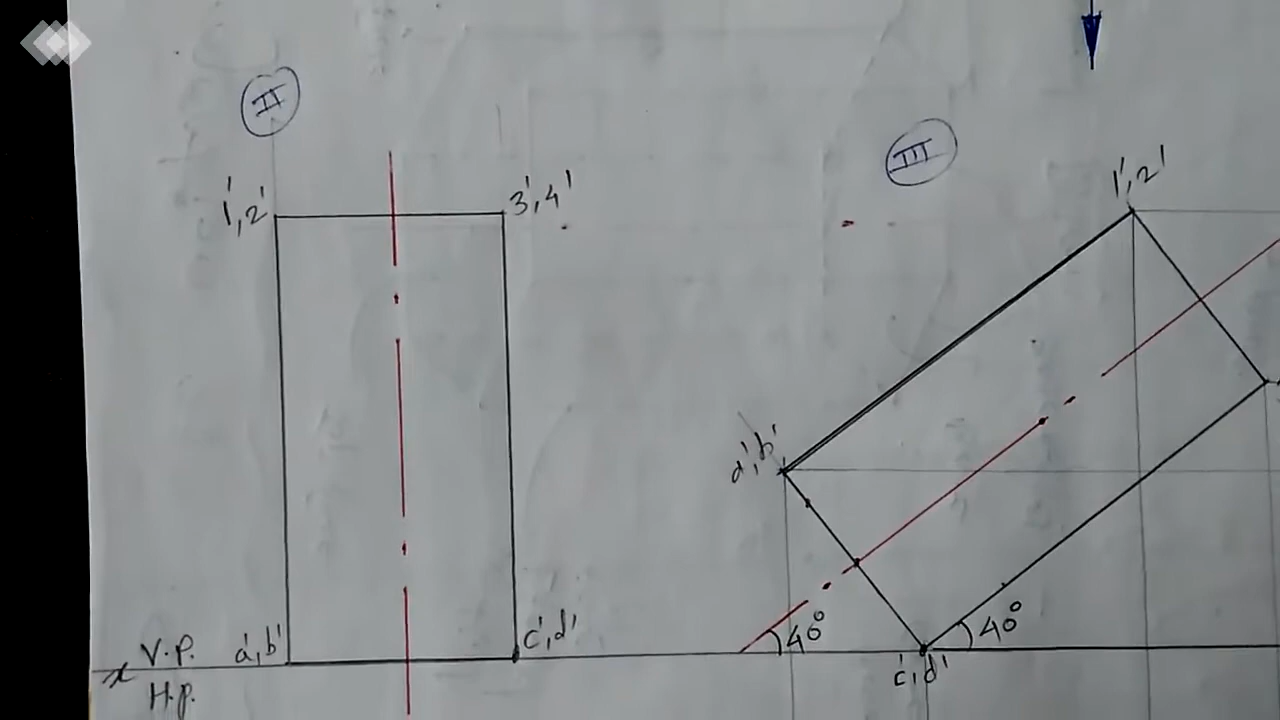 II
III
1',2'
3',4'
1',2'
a',b'
40°
40°
V.P.
a',b'
c',d'
x
H.P.
c',d'